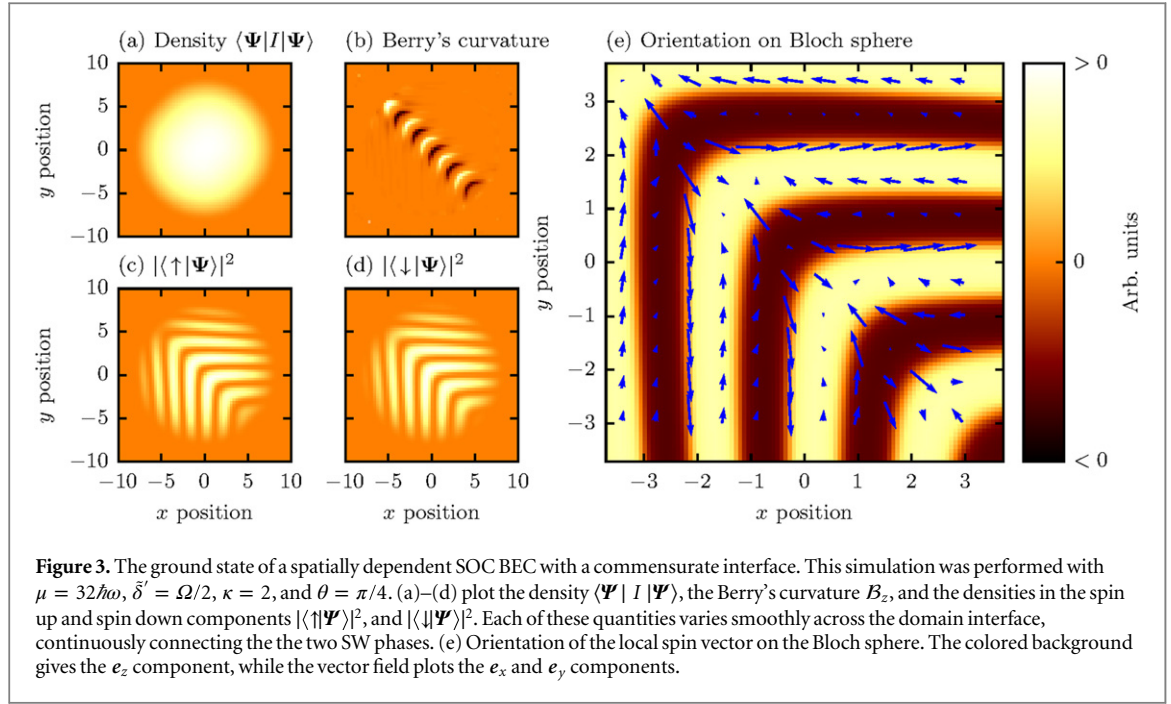 (a) Density ⟨Ψ|I|Ψ⟩
(b) Berry's curvature
(e) Orientation on Bloch sphere
10
5
0
−5
−10
y position
(c) |⟨↑|Ψ⟩|²
(d) |⟨↓|Ψ⟩|²
10
5
0
−5
−10
y position
−10 −5 0 5 10
−10 −5 0 5 10
x position
x position
3
2
1
0
−1
−2
−3
y position
−3 −2 −1 0 1 2 3
x position
> 0
0
< 0
Arb. units
Figure 3. The ground state of a spatially dependent SOC BEC with a commensurate interface. This simulation was performed with
μ = 32ħω, δ̃′ = Ω/2, κ = 2, and θ = π/4. (a)–(d) plot the density ⟨Ψ | I |Ψ⟩, the Berry's curvature ℬz, and the densities in the spin
up and spin down components |⟨↑|Ψ⟩|², and |⟨↓|Ψ⟩|². Each of these quantities varies smoothly across the domain interface,
continuously connecting the the two SW phases. (e) Orientation of the local spin vector on the Bloch sphere. The colored background
gives the ez component, while the vector field plots the ex and ey components.